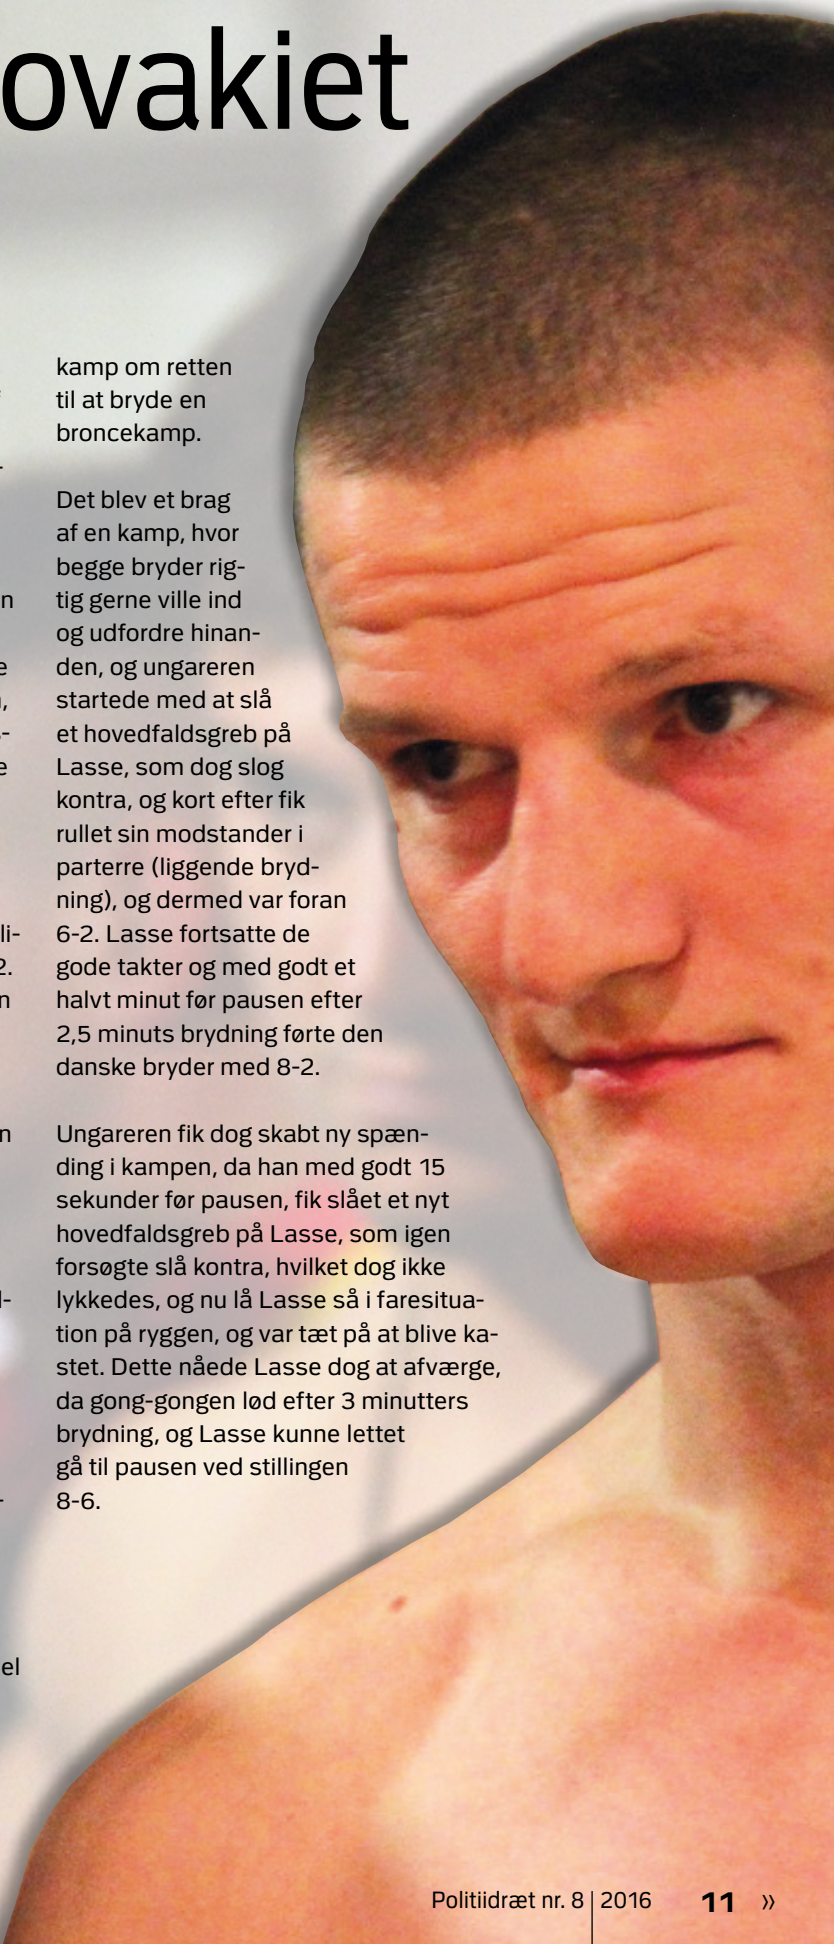 ovakiet
n
e
,
-
e
li-
2.
n
n
-
-
el
kamp om retten
til at bryde en
broncekamp.
Det blev et brag
af en kamp, hvor
begge bryder rig-
tig gerne ville ind
og udfordre hinan-
den, og ungareren
startede med at slå
et hovedfaldsgreb på
Lasse, som dog slog
kontra, og kort efter fik
rullet sin modstander i
parterre (liggende bryd-
ning), og dermed var foran
6-2. Lasse fortsatte de
gode takter og med godt et
halvt minut før pausen efter
2,5 minuts brydning førte den
danske bryder med 8-2.
Ungareren fik dog skabt ny spæn-
ding i kampen, da han med godt 15
sekunder før pausen, fik slået et nyt
hovedfaldsgreb på Lasse, som igen
forsøgte slå kontra, hvilket dog ikke
lykkedes, og nu lå Lasse så i faresitua-
tion på ryggen, og var tæt på at blive ka-
stet. Dette nåede Lasse dog at afværge,
da gong-gongen lød efter 3 minutters
brydning, og Lasse kunne lettet
gå til pausen ved stillingen
8-6.
Politiidræt nr. 8 | 2016 11 »